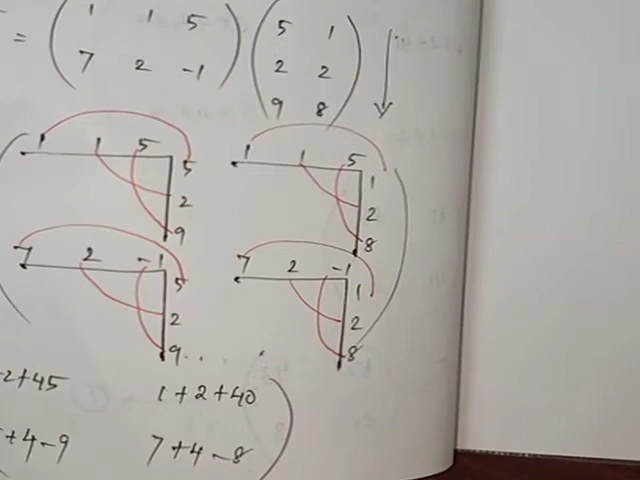 = ( 1 1 5 ) ( 5 1 )
7 2 -1 2 2
9 8
1 1 5 1 1 5
5 1
2 2
9 8
7 2 -1 7 2 -1
5 1
2 2
9 8
2+45 1+2+40
+4-9 7+4-8